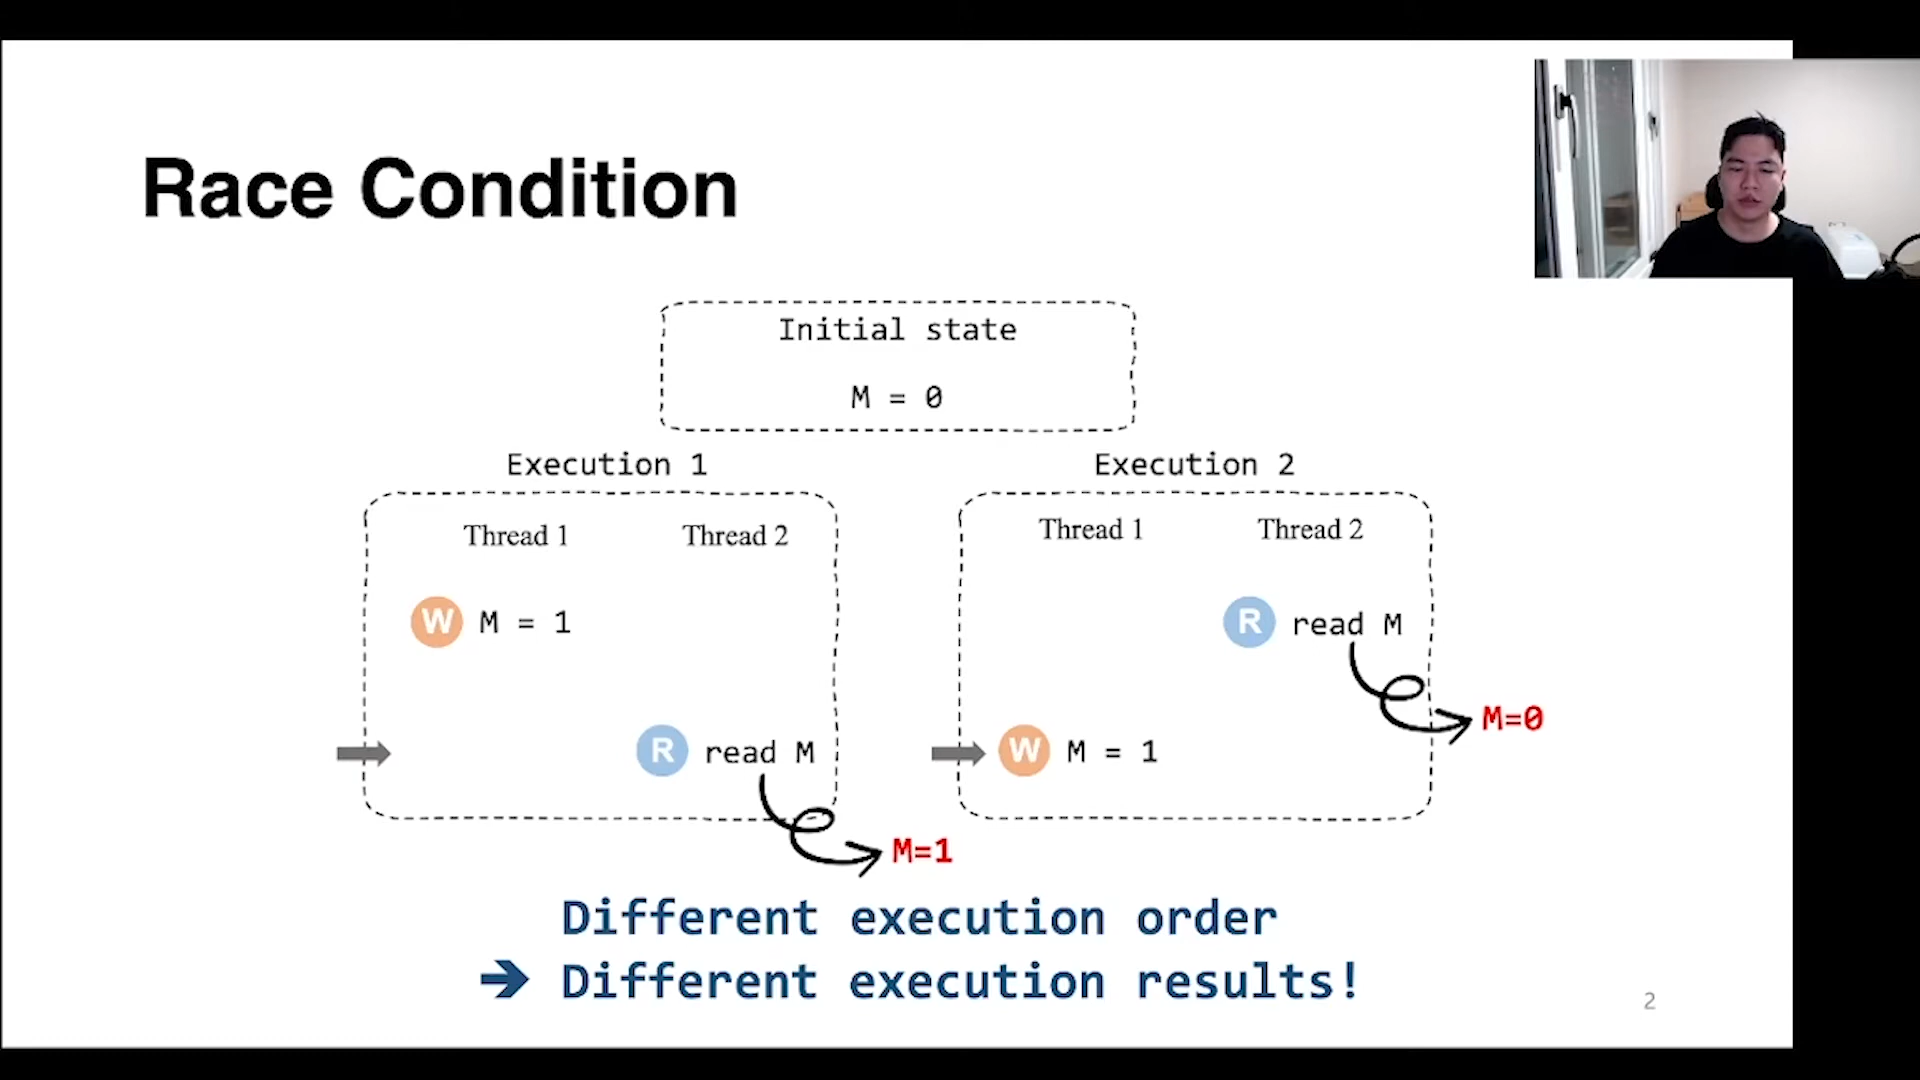 Race Condition
Initial state
M = 0
Execution 1
Thread 1 Thread 2
W M = 1
R read M
M=1
Execution 2
Thread 1 Thread 2
R read M
M=0
W M = 1
Different execution order
➔ Different execution results!
2